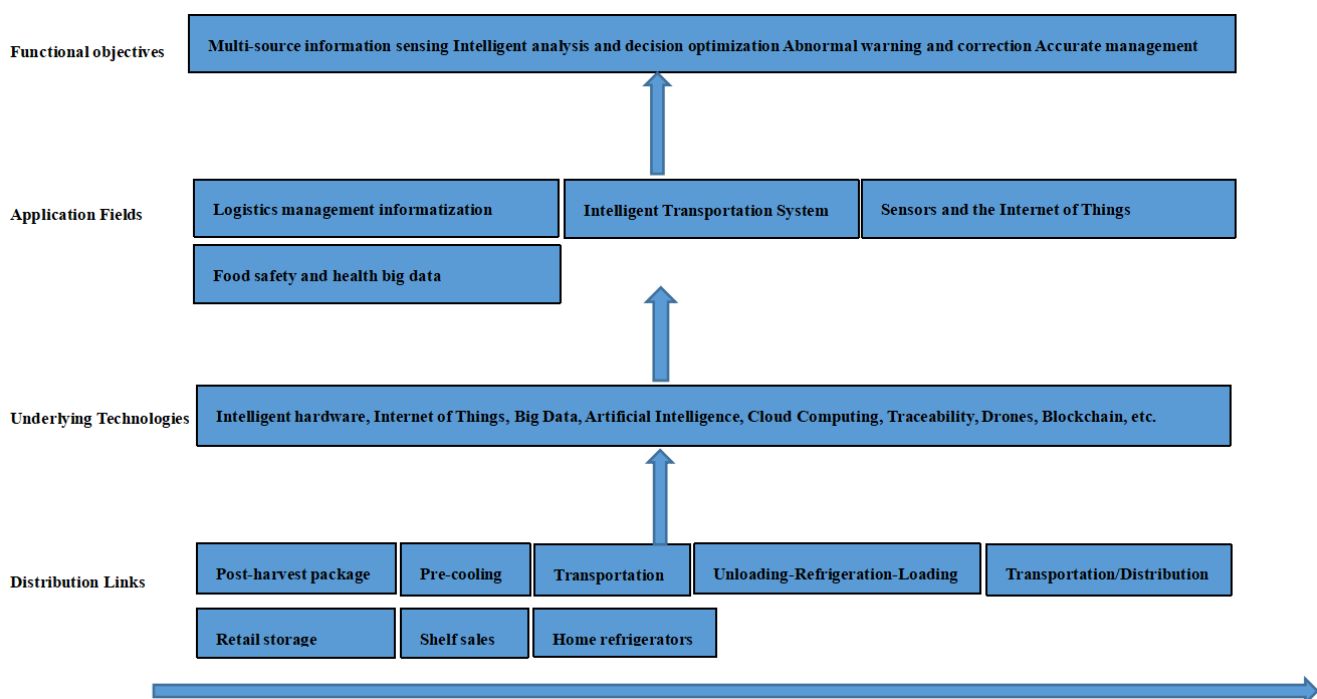 Functional objectives
Multi-source information sensing Intelligent analysis and decision optimization Abnormal warning and correction Accurate management
Application Fields
Logistics management informatization
Intelligent Transportation System
Sensors and the Internet of Things
Food safety and health big data
Underlying Technologies
Intelligent hardware, Internet of Things, Big Data, Artificial Intelligence, Cloud Computing, Traceability, Drones, Blockchain, etc.
Distribution Links
Post-harvest package
Pre-cooling
Transportation
Unloading-Refrigeration-Loading
Transportation/Distribution
Retail storage
Shelf sales
Home refrigerators